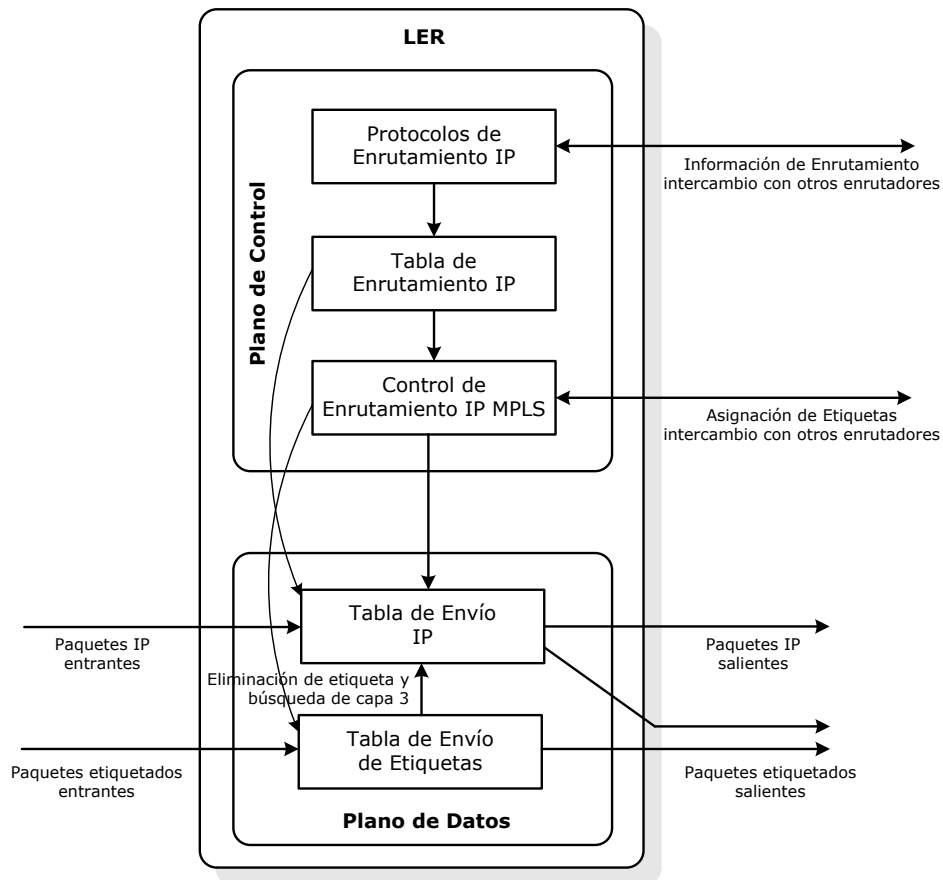 LER
Plano de Control
Protocolos de
Enrutamiento IP
Información de Enrutamiento
intercambio con otros enrutadores
Tabla de
Enrutamiento IP
Control de
Enrutamiento IP MPLS
Asignación de Etiquetas
intercambio con otros enrutadores
Tabla de Envío
IP
Paquetes IP
entrantes
Paquetes IP
salientes
Eliminación de etiqueta y
búsqueda de capa 3
Tabla de Envío
de Etiquetas
Paquetes etiquetados
entrantes
Paquetes etiquetados
salientes
Plano de Datos